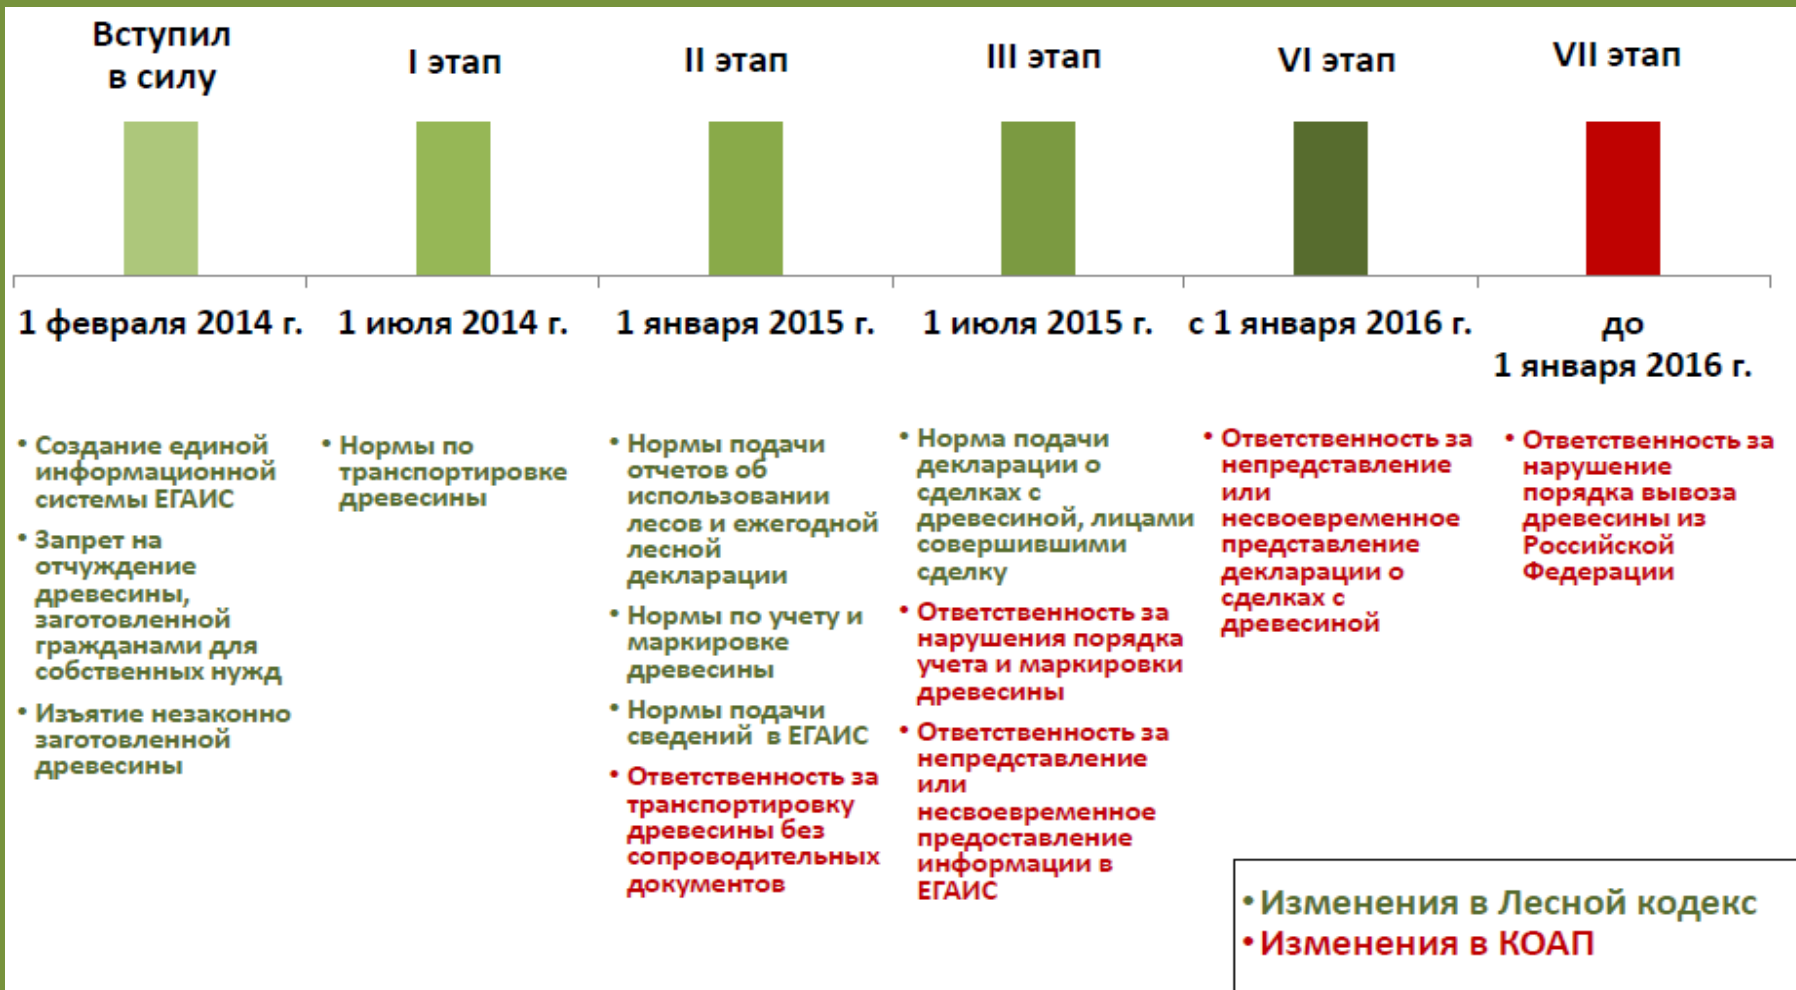 Вступил
в силу
I этап
II этап
III этап
VI этап
VII этап
1 февраля 2014 г.
1 июля 2014 г.
1 января 2015 г.
1 июля 2015 г.
с 1 января 2016 г.
до
1 января 2016 г.
• Создание единой
информационной
системы ЕГАИС
• Запрет на
отчуждение
древесины,
заготовленной
гражданами для
собственных нужд
• Изъятие незаконно
заготовленной
древесины
• Нормы по
транспортировке
древесины
• Нормы подачи
отчетов об
использовании
лесов и ежегодной
лесной
декларации
• Нормы по учету и
маркировке
древесины
• Нормы подачи
сведений в ЕГАИС
• Ответственность за
транспортировку
древесины без
сопроводительных
документов
• Норма подачи
декларации о
сделках с
древесиной, лицами
совершившими
сделку
• Ответственность за
нарушения порядка
учета и маркировки
древесины
• Ответственность за
непредставление
или
несвоевременное
предоставление
информации в
ЕГАИС
• Ответственность за
непредставление
или
несвоевременное
представление
декларации о
сделках с
древесиной
• Ответственность за
нарушение
порядка вывоза
древесины из
Российской
Федерации
• Изменения в Лесной кодекс
• Изменения в КОАП